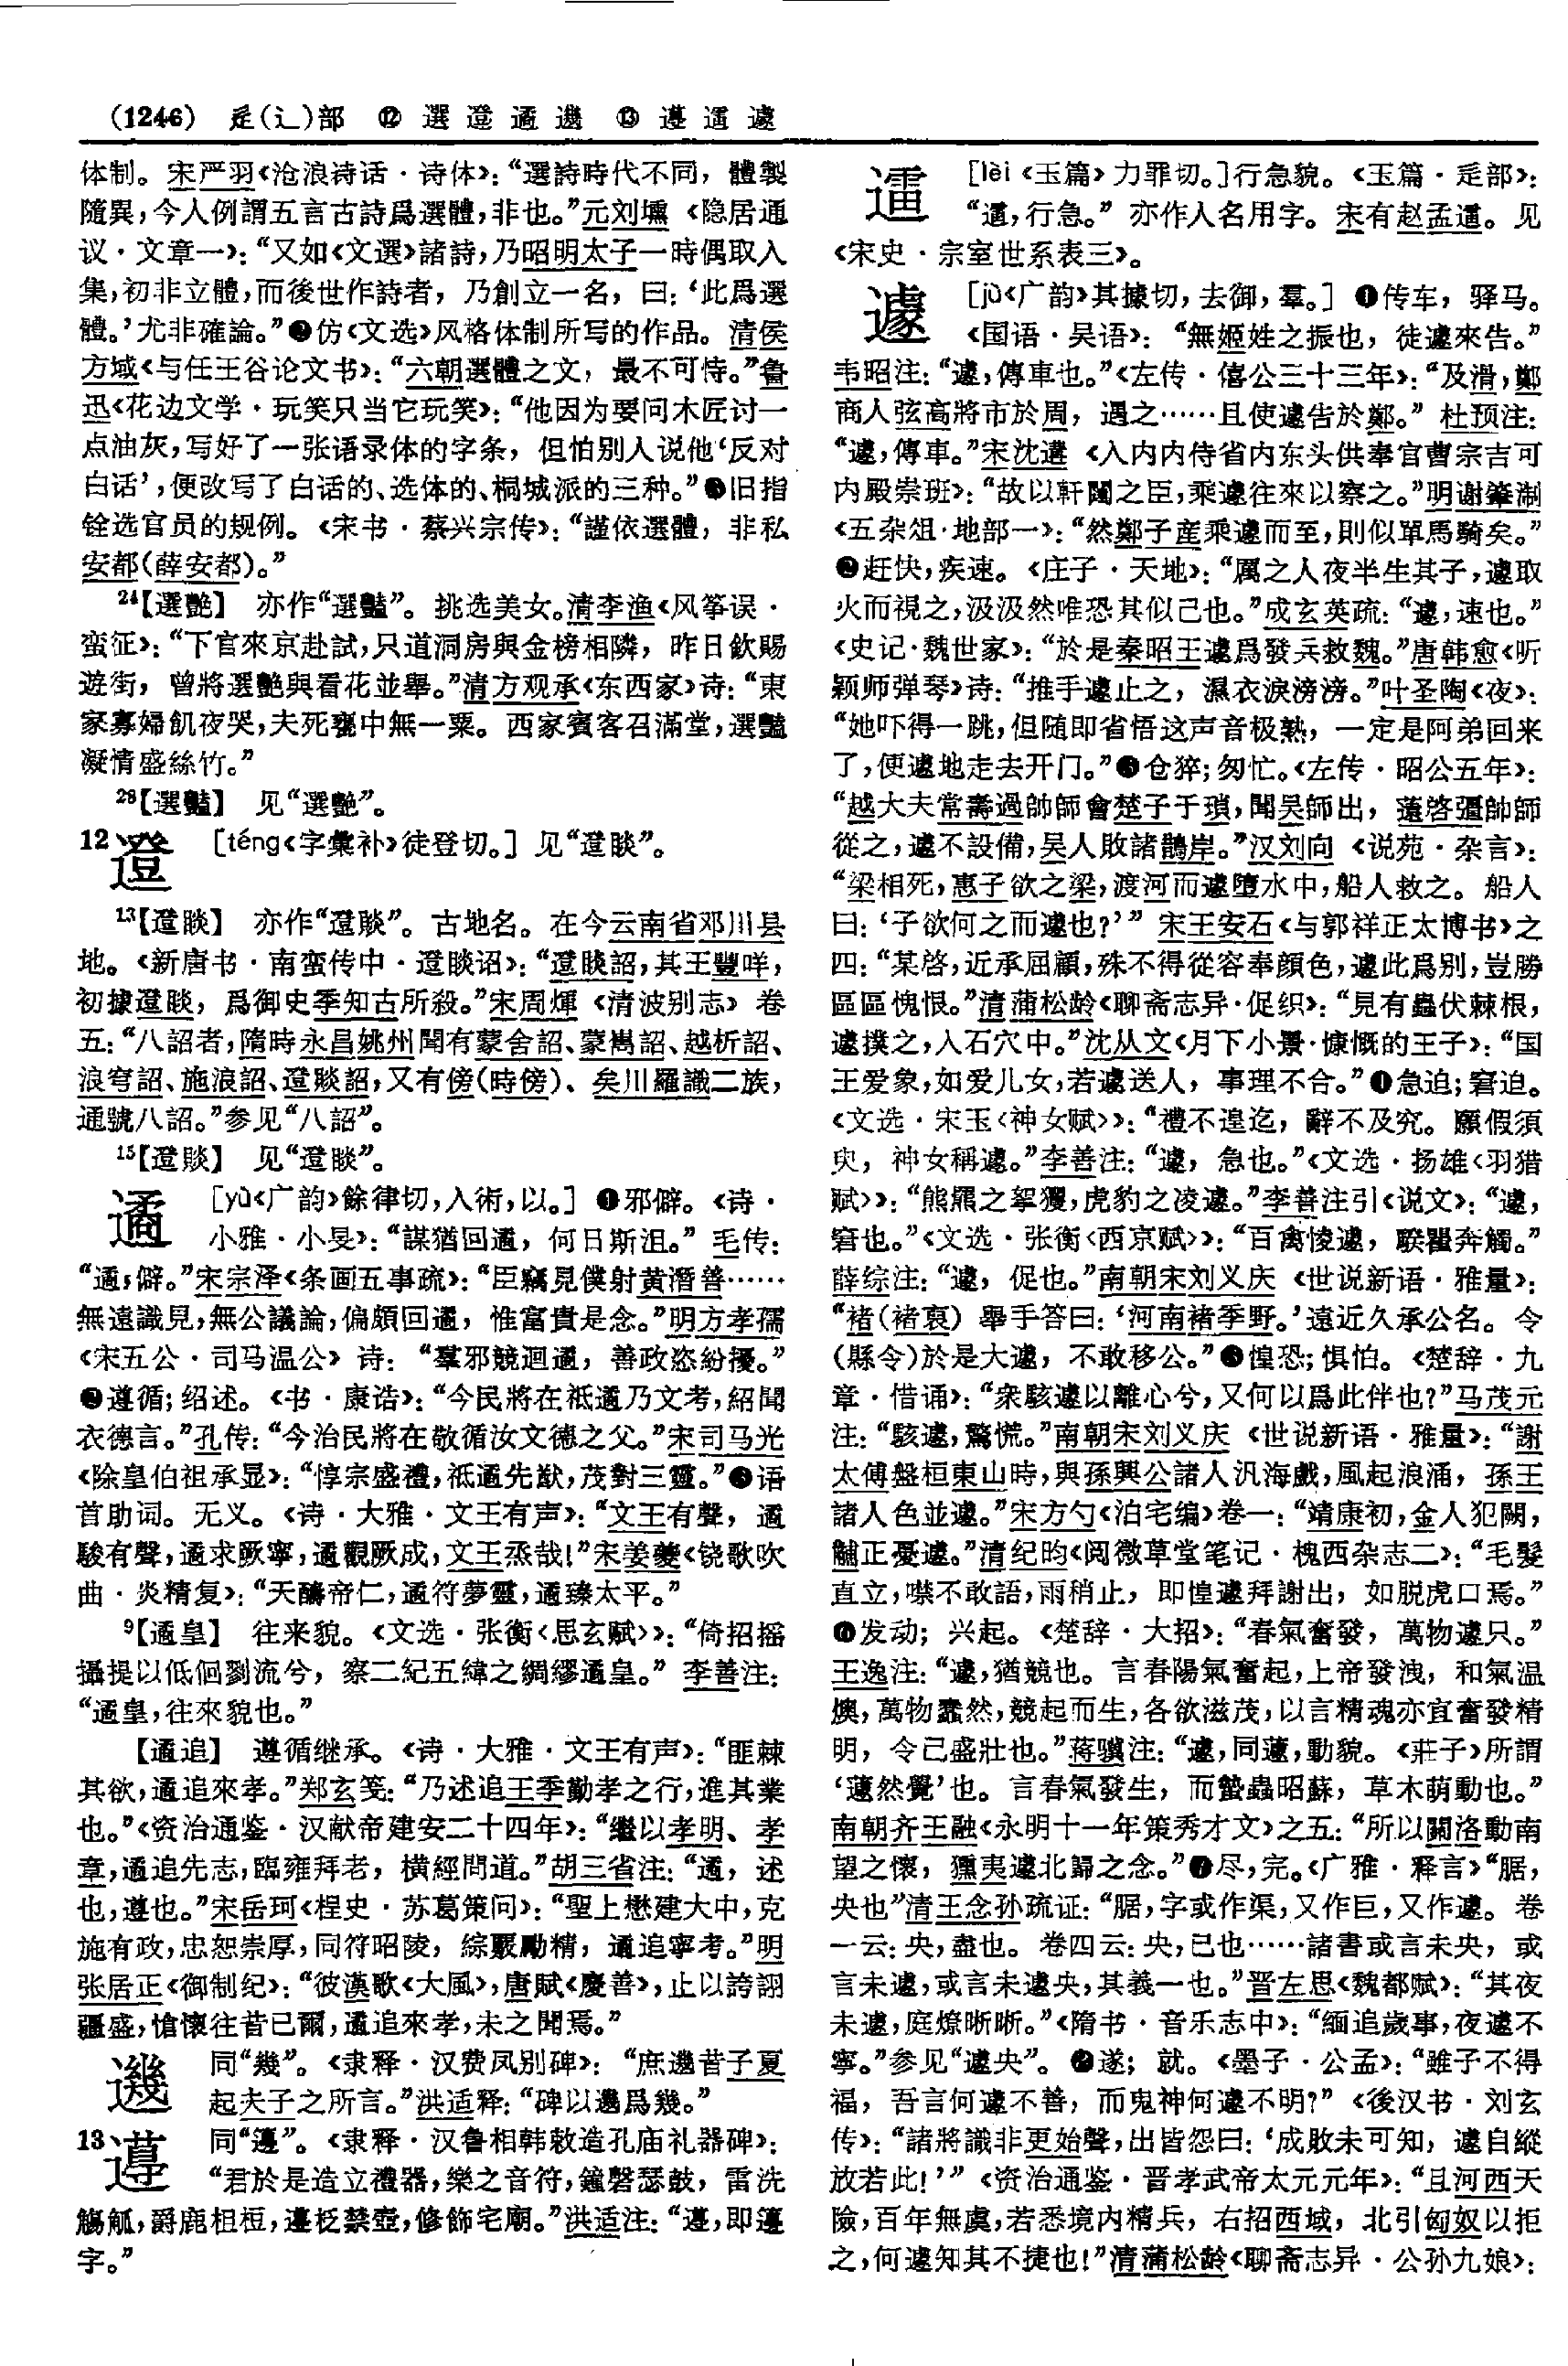 (1246) 辵(辶)部 ⑫ 選邆遹𨗇 ⑬ 𨘢𨘷遽
体制。宋严羽《沧浪诗话·诗体》：“選詩時代不同，體製
隨異，今人例謂五言古詩爲選體，非也。”元刘壎《隐居通
议·文章一》：“又如《文選》諸詩，乃昭明太子一時偶取入
集，初非立體，而後世作詩者，乃創立一名，曰：‘此爲選
體。’尤非確論。”❷仿《文选》风格体制所写的作品。清侯
方域《与任王谷论文书》：“六朝選體之文，最不可恃。”鲁
迅《花边文学·玩笑只当它玩笑》：“他因为要问木匠讨一
点油灰，写好了一张语录体的字条，但怕别人说他‘反对
白话’，便改写了白话的、选体的、桐城派的三种。”❸旧指
铨选官员的规例。《宋书·蔡兴宗传》：“謹依選體，非私
安都(薛安都)。”
24【選艷】 亦作“選豔”。挑选美女。清李渔《风筝误·
蛮征》：“下官來京赴試，只道洞房與金榜相隣，昨日欽賜
遊街，曾將選艷與看花並舉。”清方观承《东西家》诗：“東
家寡婦飢夜哭，夫死甕中無一粟。西家賓客召滿堂，選豔
凝情盛絲竹。”
28【選豔】 见“選艷”。
12 邆 [téng《字彙补》徒登切。] 见“邆睒”。
13【邆睒】 亦作“邆賧”。古地名。在今云南省邓川县
地。《新唐书·南蛮传中·邆睒诏》：“邆睒詔，其王豐咩，
初據邆睒，爲御史李知古所殺。”宋周煇《清波别志》卷
五：“八詔者，隋時永昌姚州閒有蒙舍詔、蒙雟詔、越析詔、
浪穹詔、施浪詔、邆賧詔，又有傍(時傍)、矣川羅識二族，
通號八詔。”参见“八詔”。
15【邆賧】 见“邆睒”。
遹 [yù《广韵》餘律切，入術，以。] ❶邪僻。《诗·
小雅·小旻》：“謀猶回遹，何日斯沮。”毛传：
“遹，僻。”宋宗泽《条画五事疏》：“臣竊見僕射黄潛善……
無遠識見，無公議論，偏頗回遹，惟富貴是念。”明方孝孺
《宋五公·司马温公》诗：“羣邪競迴遹，善政恣紛擾。”
❷遵循；绍述。《书·康诰》：“今民將在祗遹乃文考，紹聞
衣德言。”孔传：“今治民將在敬循汝文德之父。”宋司马光
《除皇伯祖承显》：“惇宗盛禮，祗遹先猷，茂對三靈。”❸语
首助词。无义。《诗·大雅·文王有声》：“文王有聲，遹
駿有聲，遹求厥寧，遹觀厥成，文王烝哉！”宋姜夔《铙歌吹
曲·炎精复》：“天醻帝仁，遹符夢靈，遹臻太平。”
9【遹皇】 往来貌。《文选·张衡〈思玄赋〉》：“倚招摇
攝提以低佪劉流兮，察二紀五緯之綢繆遹皇。”李善注：
“遹皇，往來貌也。”
【遹追】 遵循继承。《诗·大雅·文王有声》：“匪棘
其欲，遹追來孝。”郑玄笺：“乃述追王季勤孝之行，進其業
也。”《资治通鉴·汉献帝建安二十四年》：“繼以孝明、孝
章，遹追先志，臨雍拜老，橫經問道。”胡三省注：“遹，述
也，遵也。”宋岳珂《桯史·苏葛策问》：“聖上懋建大中，克
施有政，忠恕崇厚，同符昭陵，綜覈勵精，遹追寧考。”明
张居正《御制纪》：“彼漢歌《大風》，唐賦《慶善》，止以誇詡
疆盛，愴懷往昔已爾，遹追來孝，未之聞焉。”
𨗇 同“幾”。《隶释·汉费凤别碑》：“庶𨗇昔子夏
起夫子之所言。”洪适释：“碑以𨗇爲幾。”
13 𨘢 同“籩”。《隶释·汉鲁相韩敕造孔庙礼器碑》：
“君於是造立禮器，樂之音符，鐘磬瑟鼓，雷洗
觴觚，爵鹿柤梪，𨘢柉禁壺，修飾宅廟。”洪适注：“𨘢，即籩
字。”
𨘷 [lèi《玉篇》力罪切。]行急貌。《玉篇·辵部》：
“𨘷，行急。”亦作人名用字。宋有赵孟𨘷。见
《宋史·宗室世系表三》。
遽 [jù《广韵》其據切，去御，羣。] ❶传车，驿马。
《国语·吴语》：“無姬姓之振也，徒遽來告。”
韦昭注：“遽，傳車也。”《左传·僖公三十三年》：“及滑，鄭
商人弦高將市於周，遇之……且使遽告於鄭。”杜预注：
“遽，傳車。”宋沈遘《入内内侍省内东头供奉官曹宗吉可
内殿崇班》：“故以軒闥之臣，乘遽往來以察之。”明谢肇淛
《五杂俎·地部一》：“然鄭子産乘遽而至，則似單馬騎矣。”
❷赶快，疾速。《庄子·天地》：“厲之人夜半生其子，遽取
火而視之，汲汲然唯恐其似己也。”成玄英疏：“遽，速也。”
《史记·魏世家》：“於是秦昭王遽爲發兵救魏。”唐韩愈《听
颖师弹琴》诗：“推手遽止之，濕衣淚滂滂。”叶圣陶《夜》：
“她吓得一跳，但随即省悟这声音极熟，一定是阿弟回来
了，便遽地走去开门。”❸仓猝；匆忙。《左传·昭公五年》：
“越大夫常壽過帥師會楚子于瑣，聞吴師出，薳啓彊帥師
從之，遽不設備，吴人敗諸鵲岸。”汉刘向《说苑·杂言》：
“梁相死，惠子欲之梁，渡河而遽墮水中，船人救之。船人
曰：‘子欲何之而遽也？’”宋王安石《与郭祥正太博书》之
四：“某啓，近承屈顧，殊不得從容奉顔色，遽此爲别，豈勝
區區愧恨。”清蒲松龄《聊斋志异·促织》：“見有蟲伏棘根，
遽撲之，入石穴中。”沈从文《月下小景·慷慨的王子》：“国
王爱象，如爱儿女，若遽送人，事理不合。”❹急迫；窘迫。
《文选·宋玉〈神女赋〉》：“禮不遑迄，辭不及究。願假須
臾，神女稱遽。”李善注：“遽，急也。”《文选·扬雄〈羽猎
赋〉》：“熊羆之挐攫，虎豹之凌遽。”李善注引《说文》：“遽，
窘也。”《文选·张衡〈西京赋〉》：“百禽㥄遽，騤瞿奔觸。”
薛综注：“遽，促也。”南朝宋刘义庆《世说新语·雅量》：
“褚(褚裒)舉手答曰：‘河南褚季野。’遠近久承公名。令
(縣令)於是大遽，不敢移公。”❺惶恐；惧怕。《楚辞·九
章·惜诵》：“衆駭遽以離心兮，又何以爲此伴也？”马茂元
注：“駭遽，驚慌。”南朝宋刘义庆《世说新语·雅量》：“謝
太傅盤桓東山時，與孫興公諸人汎海戲，風起浪涌，孫王
諸人色並遽。”宋方勺《泊宅编》卷一：“靖康初，金人犯闕，
黼正憂遽。”清纪昀《阅微草堂笔记·槐西杂志二》：“毛髮
直立，噤不敢語，雨稍止，即惶遽拜謝出，如脱虎口焉。”
❻发动；兴起。《楚辞·大招》：“春氣奮發，萬物遽只。”
王逸注：“遽，猶競也。言春陽氣奮起，上帝發洩，和氣温
燠，萬物蠢然，競起而生，各欲滋茂，以言精魂亦宜奮發精
明，令己盛壯也。”蒋骥注：“遽，同蘧，動貌。《莊子》所謂
‘蘧然覺’也。言春氣發生，而蟄蟲昭蘇，草木萌動也。”
南朝齐王融《永明十一年策秀才文》之五：“所以關洛動南
望之懷，獯夷遽北歸之念。”❼尽，完。《广雅·释言》“腒，
央也”清王念孙疏证：“腒，字或作渠，又作巨，又作遽。卷
一云：央，盡也。卷四云：央，已也……諸書或言未央，或
言未遽，或言未遽央，其義一也。”晋左思《魏都赋》：“其夜
未遽，庭燎晣晣。”《隋书·音乐志中》：“緬追歲事，夜遽不
寧。”参见“遽央”。❽遂；就。《墨子·公孟》：“雖子不得
福，吾言何遽不善，而鬼神何遽不明？”《後汉书·刘玄
传》：“諸將識非更始聲，出皆怨曰：‘成敗未可知，遽自縱
放若此！’”《资治通鉴·晋孝武帝太元元年》：“且河西天
險，百年無虞，若悉境内精兵，右招西域，北引匈奴以拒
之，何遽知其不捷也！”清蒲松龄《聊斋志异·公孙九娘》：